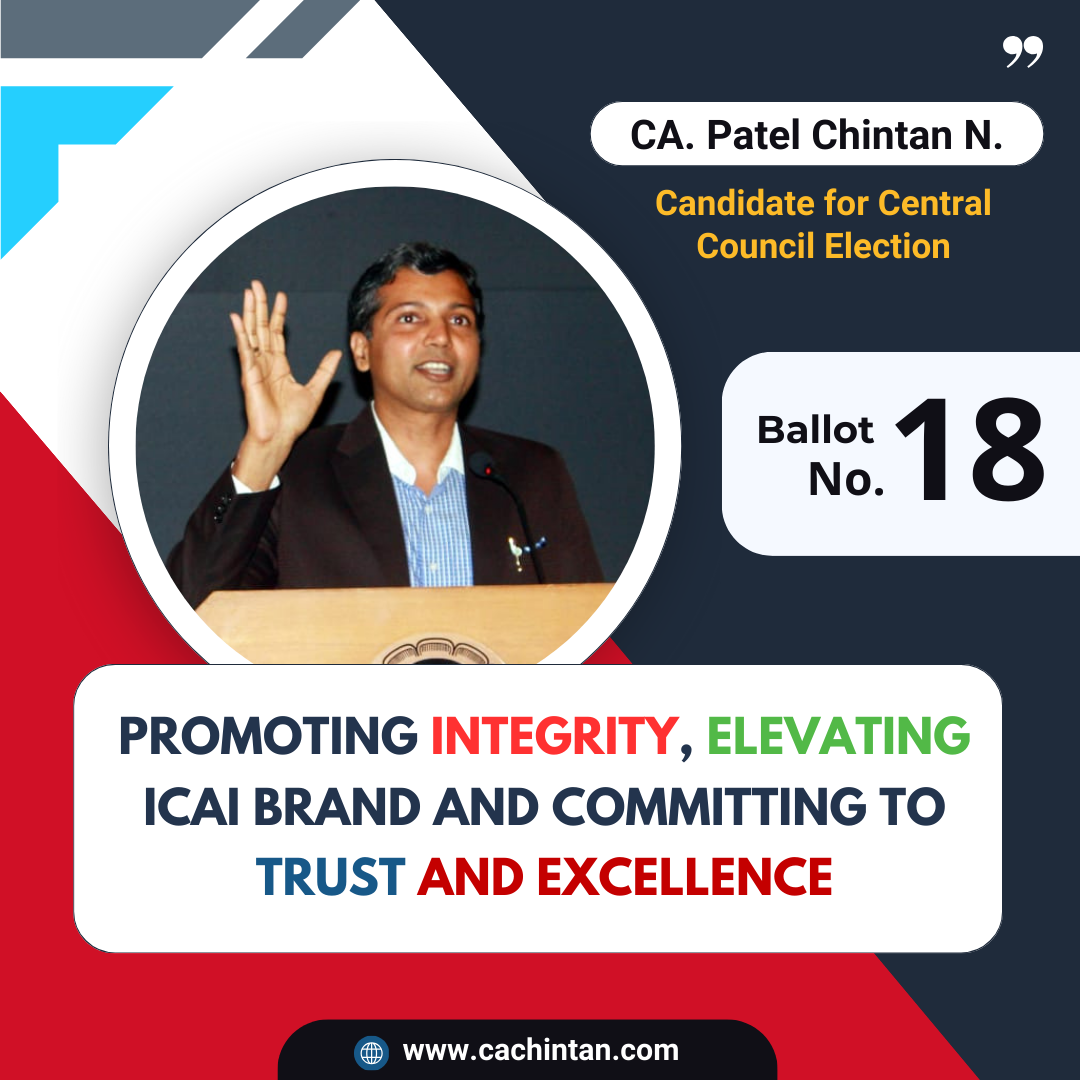 ”
CA. Patel Chintan N.
Candidate for Central
Council Election
Ballot
No. 18
PROMOTING INTEGRITY, ELEVATING
ICAI BRAND AND COMMITTING TO
TRUST AND EXCELLENCE
www.cachintan.com